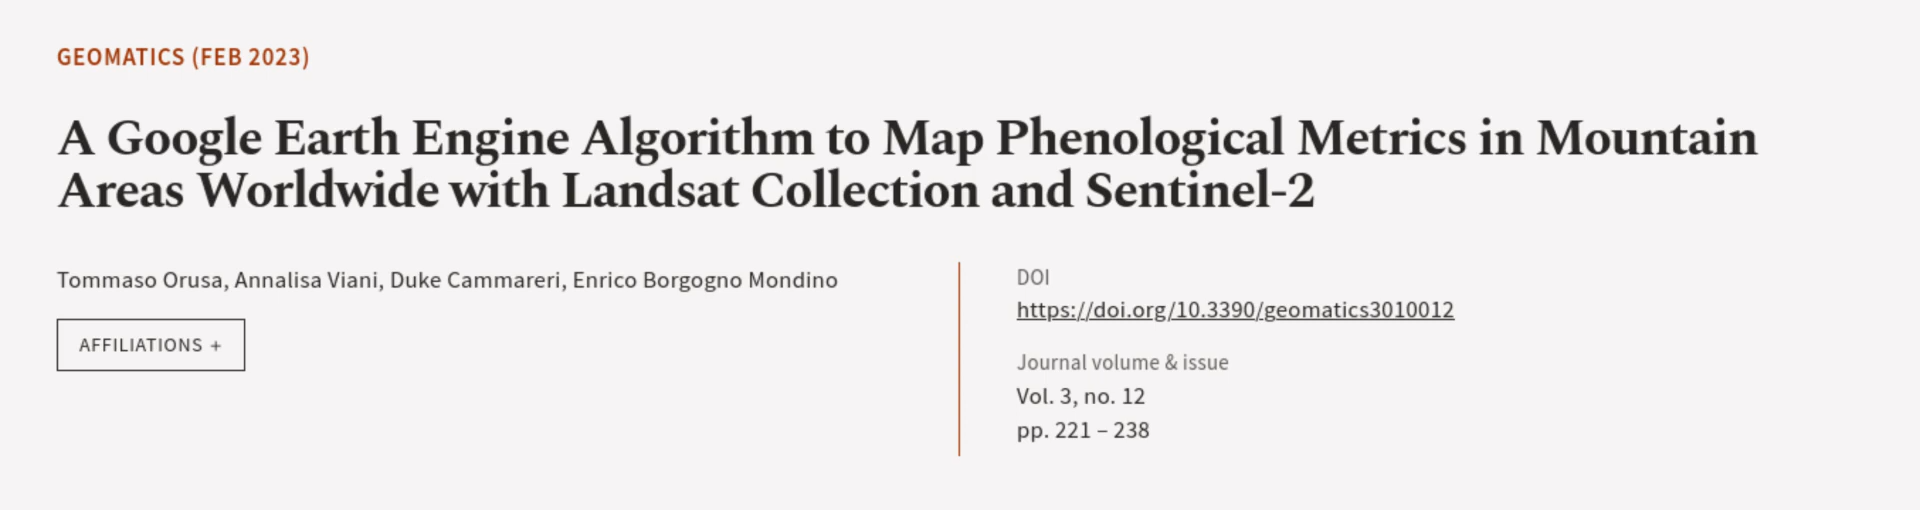 GEOMATICS (FEB 2023)
A Google Earth Engine Algorithm to Map Phenological Metrics in Mountain
Areas Worldwide with Landsat Collection and Sentinel-2
Tommaso Orusa, Annalisa Viani, Duke Cammareri, Enrico Borgogno Mondino
AFFILIATIONS +
DOI
https://doi.org/10.3390/geomatics3010012
Journal volume & issue
Vol. 3, no. 12
pp. 221 – 238